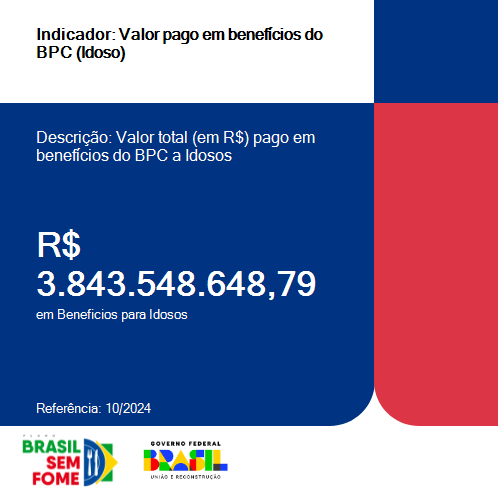 Indicador: Valor pago em benefícios do
BPC (Idoso)
Descrição: Valor total (em R$) pago em
benefícios do BPC a Idosos
R$
3.843.548.648,79
em Beneficios para Idosos
Referência: 10/2024
PLANO
BRASIL
SEM
FOME
GOVERNO FEDERAL
BRASIL
UNIÃO E RECONSTRUÇÃO